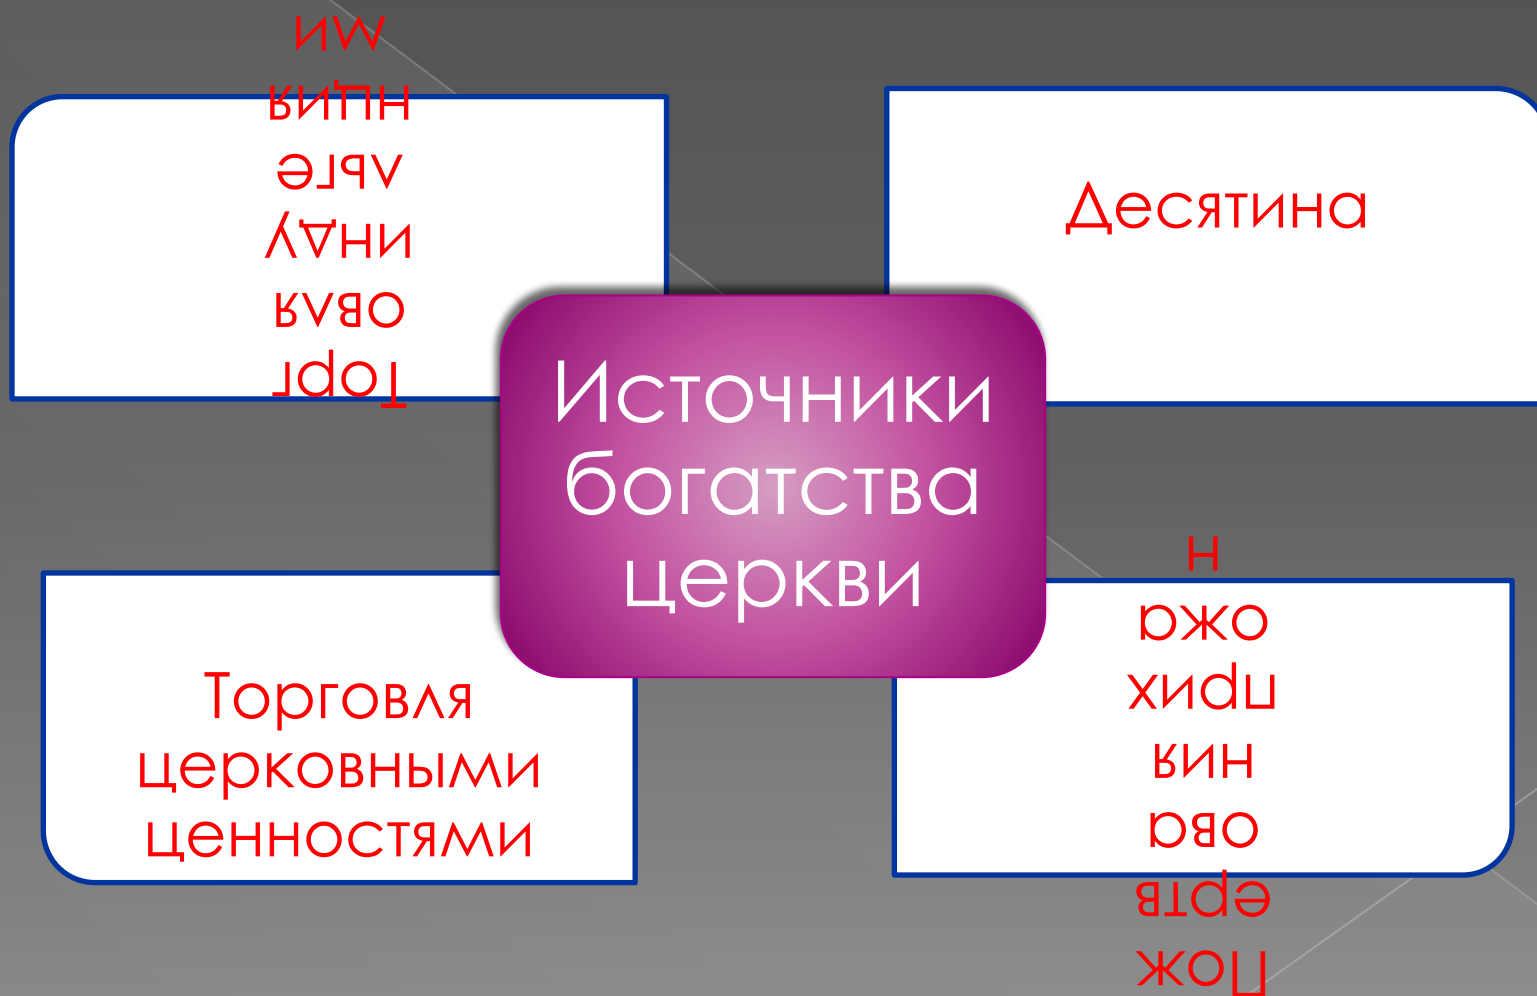 Торг
овля
инду
льге
нция
ми
Десятина
Источники
богатства
церкви
Торговля
церковными
ценностями
Пож
ертв
ова
ния
прих
ожа
н